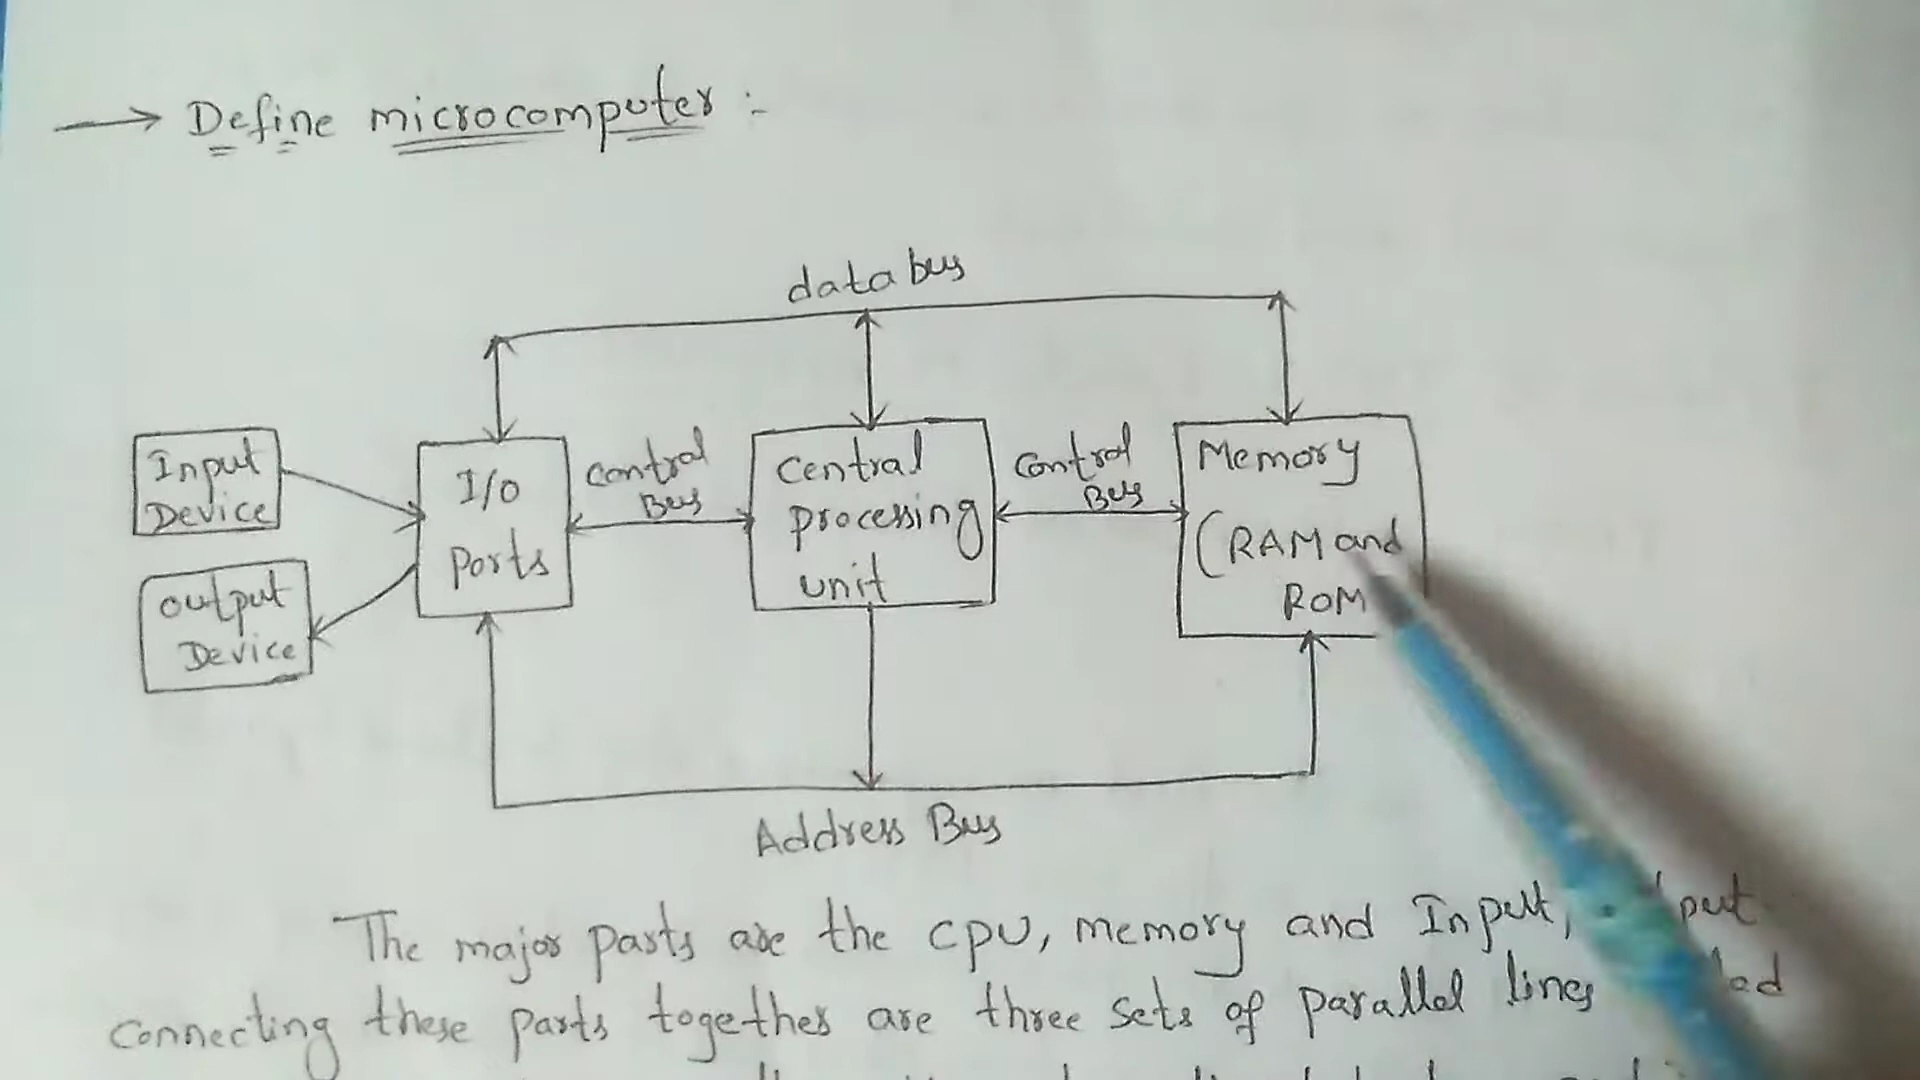 → Define microcomputer :-
data bus
Input
Device
output
Device
I/O
Ports
Control
Bus
Central
processing
unit
Control
Bus
Memory
(RAM and
ROM
Address Bus
The major parts are the CPU, memory and Input,
connecting these parts together are three sets of parallel lines